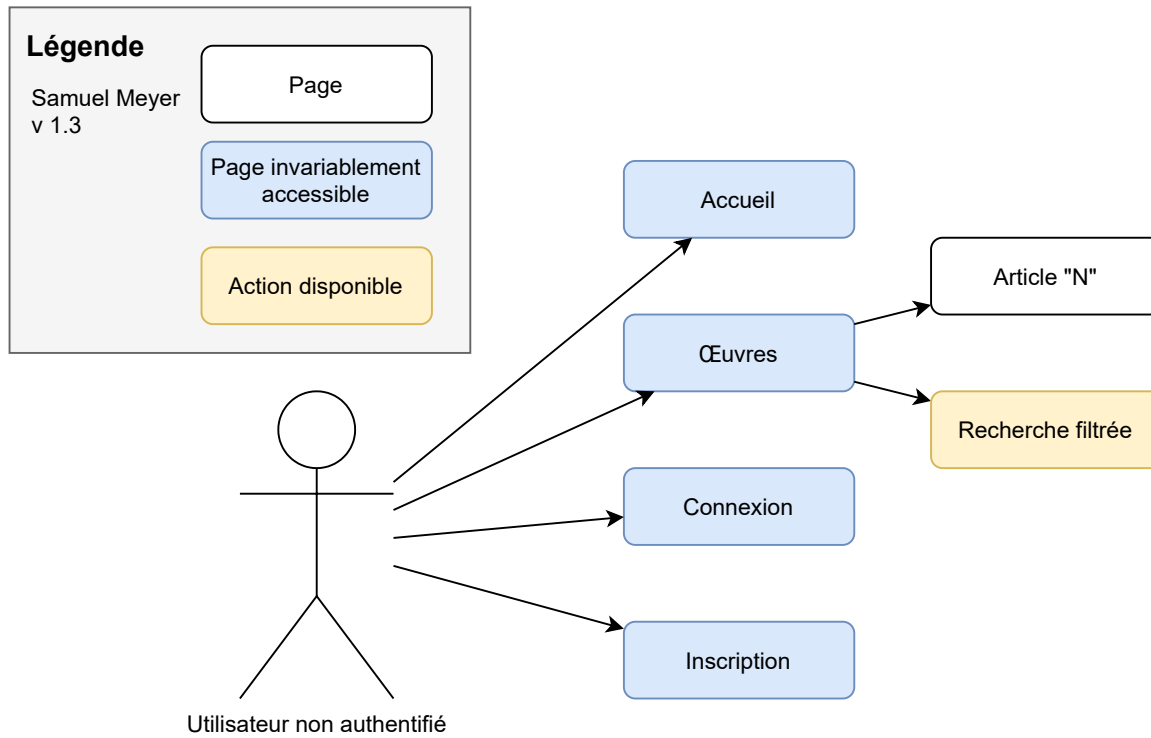 Légende
Samuel Meyer
v 1.3
Page
Page invariablement
accessible
Action disponible
Accueil
Œuvres
Article "N"
Recherche filtrée
Connexion
Inscription
Utilisateur non authentifié